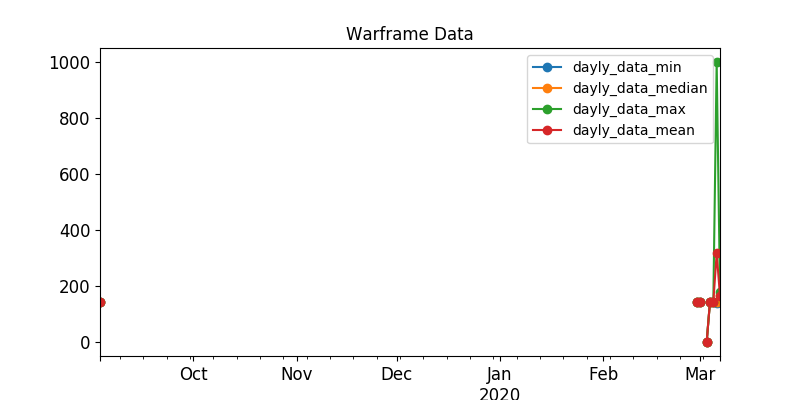 Warframe Data
1000
800
600
400
200
0
dayly_data_min
dayly_data_median
dayly_data_max
dayly_data_mean
Oct Nov Dec Jan Feb Mar
2020